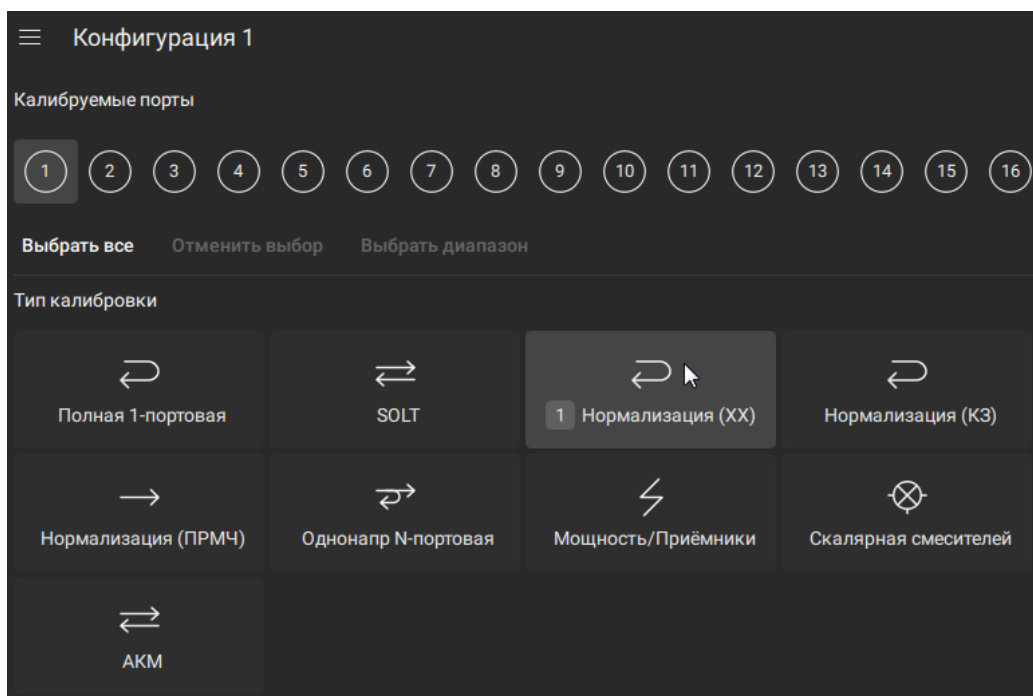 Конфигурация 1
Калибруемые порты
1 2 3 4 5 6 7 8 9 10 11 12 13 14 15 16
Выбрать все Отменить выбор Выбрать диапазон
Тип калибровки
Полная 1-портовая SOLT 1 Нормализация (ХХ) Нормализация (КЗ)
Нормализация (ПРМЧ) Однонапр N-портовая Мощность/Приёмники Скалярная смесителей
АКМ